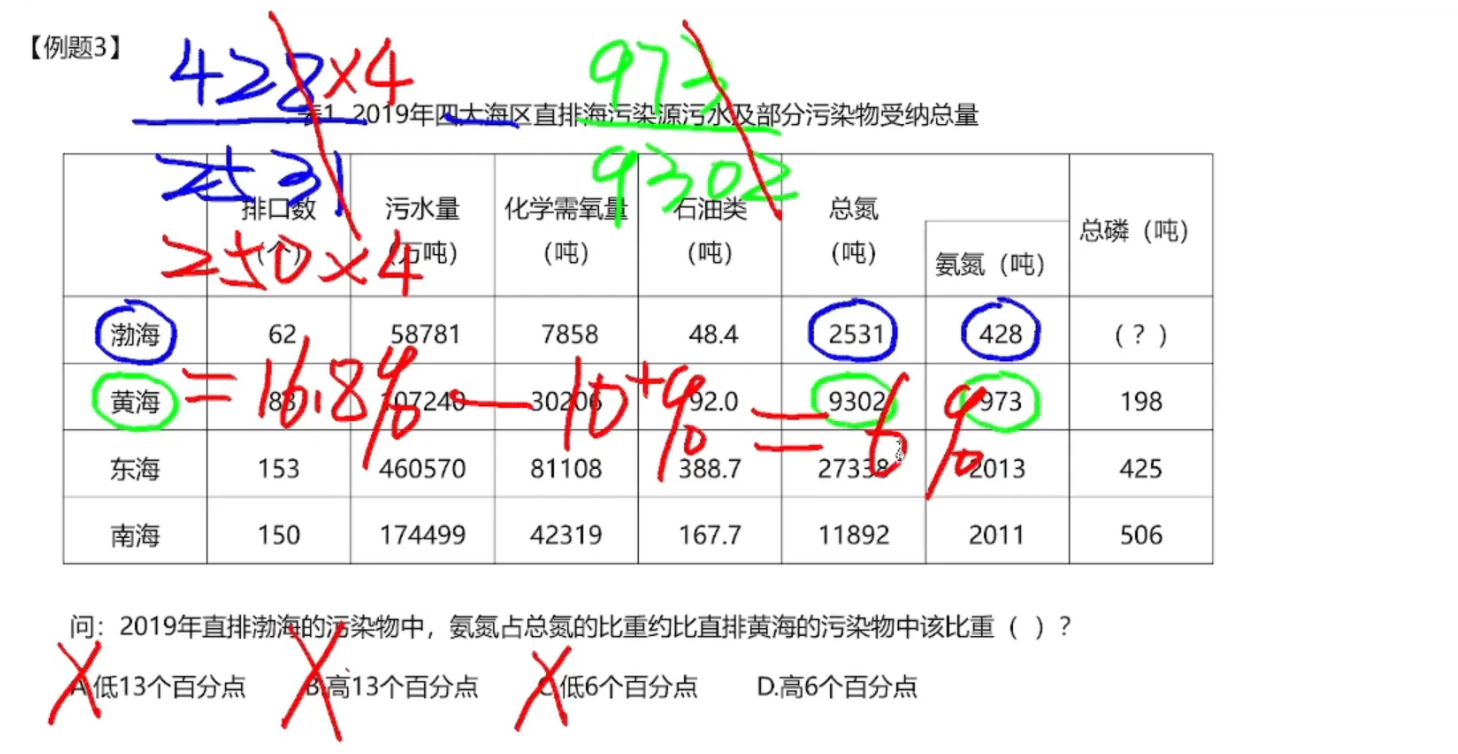 【例题3】
428×4
973
表1 2019年四大海区直排海污染源污水及部分污染物受纳总量
2531
9302
250×4
排口数（个） 污水量（万吨） 化学需氧量（吨） 石油类（吨） 总氮（吨） 氨氮（吨） 总磷（吨）
渤海 62 58781 7858 48.4 2531 428 （？）
= 16.8% — 10⁺% = 6%
黄海 83 107240 30206 92.0 9302 973 198
东海 153 460570 81108 388.7 27338 2013 425
南海 150 174499 42319 167.7 11892 2011 506
问：2019年直排渤海的污染物中，氨氮占总氮的比重约比直排黄海的污染物中该比重（ ）？
A.低13个百分点 B.高13个百分点 C.低6个百分点 D.高6个百分点